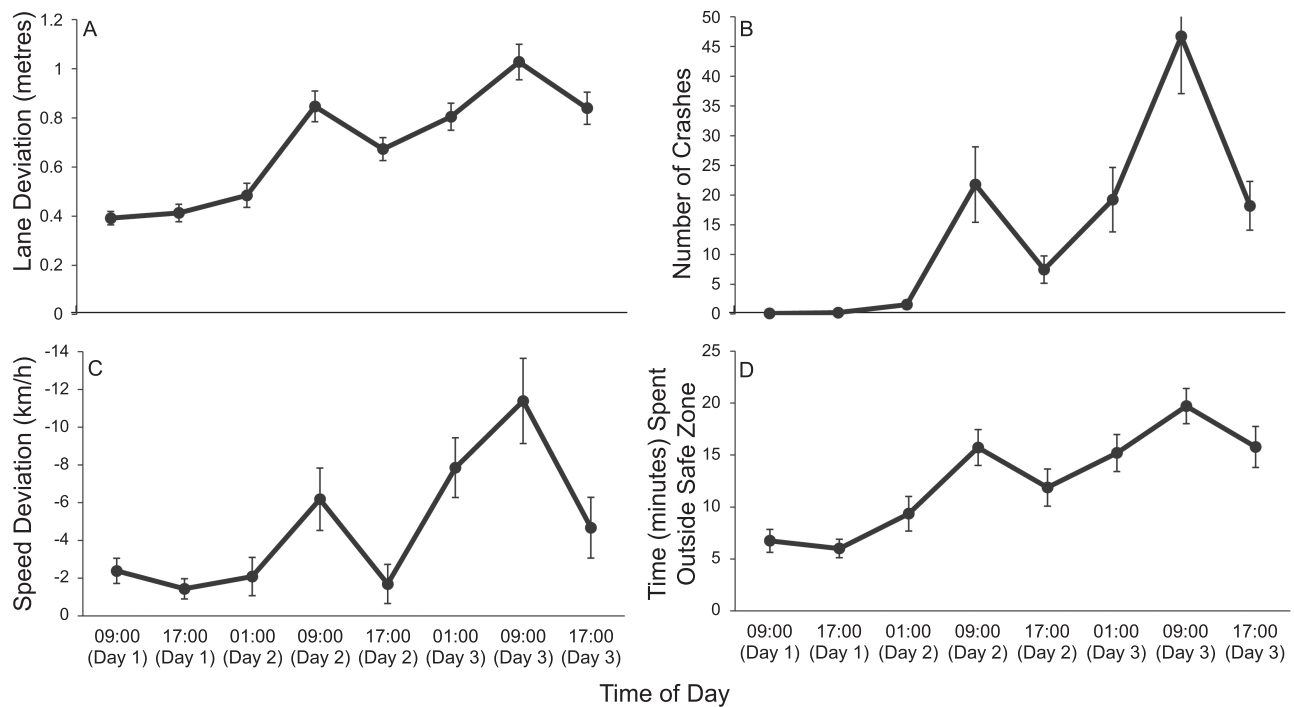 A
Lane Deviation (metres)
1.2
1
0.8
0.6
0.4
0.2
0
B
Number of Crashes
50
45
40
35
30
25
20
15
10
5
0
C
Speed Deviation (km/h)
-14
-12
-10
-8
-6
-4
-2
0
09:00 17:00 01:00 09:00 17:00 01:00 09:00 17:00
(Day 1) (Day 1) (Day 2) (Day 2) (Day 2) (Day 3) (Day 3) (Day 3)
D
Time (minutes) Spent
Outside Safe Zone
25
20
15
10
5
0
09:00 17:00 01:00 09:00 17:00 01:00 09:00 17:00
(Day 1) (Day 1) (Day 2) (Day 2) (Day 2) (Day 3) (Day 3) (Day 3)
Time of Day